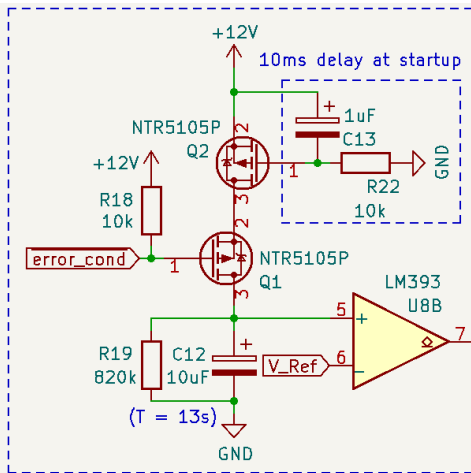 +12V
10ms delay at startup
+
1uF
C13
NTR5105P
Q2
2
1
3
R22
10k
GND
+12V
R18
10k
error_cond
1
2
NTR5105P
Q1
3
LM393
U8B
5
+
6
-
7
V_Ref
R19
820k
C12
10uF
+
(T = 13s)
GND